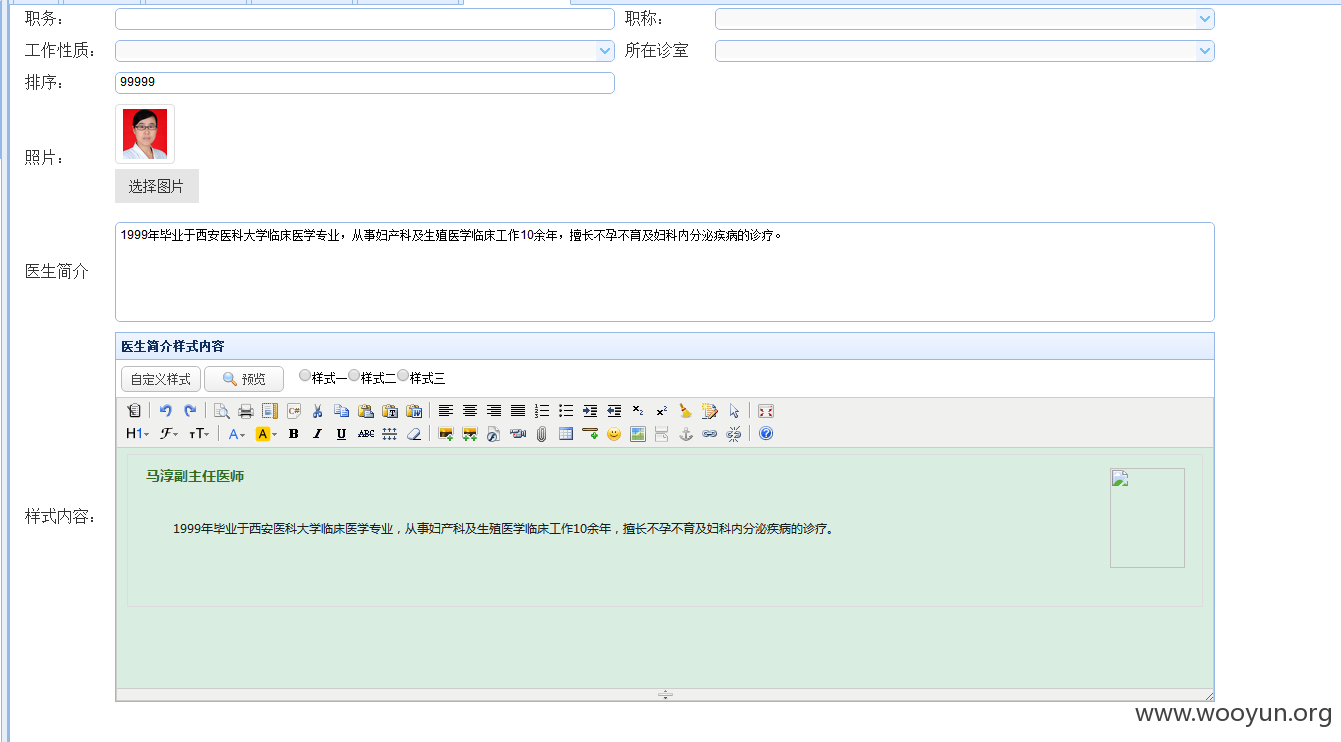 职务：
职称：
工作性质：
所在诊室
排序：
99999
照片：
选择图片
医生简介
1999年毕业于西安医科大学临床医学专业，从事妇产科及生殖医学临床工作10余年，擅长不孕不育及妇科内分泌疾病的诊疗。
医生简介样式内容
自定义样式 预览 样式一 样式二 样式三
样式内容：
马淳副主任医师
1999年毕业于西安医科大学临床医学专业，从事妇产科及生殖医学临床工作10余年，擅长不孕不育及妇科内分泌疾病的诊疗。
www.wooyun.org